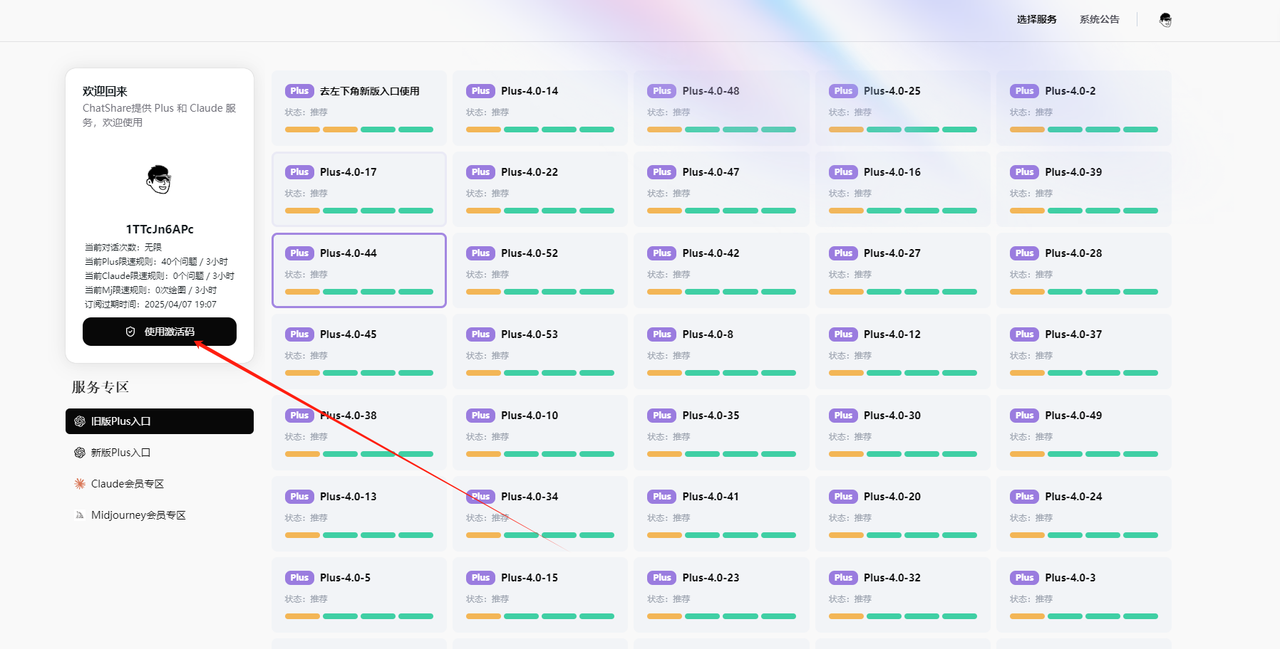 选择服务
系统公告
欢迎回来
ChatShare提供 Plus 和 Claude 服
务，欢迎使用
1TTcJn6APc
当前对话次数：无限
当前Plus限速规则：40个问题 / 3小时
当前Claude限速规则：0个问题 / 3小时
当前Mj限速规则：0次绘图 / 3小时
订阅过期时间：2025/04/07 19:07
使用激活码
服务专区
旧版Plus入口
新版Plus入口
Claude会员专区
Midjourney会员专区
Plus 去左下角新版入口使用
状态：推荐
Plus Plus-4.0-14
状态：推荐
Plus Plus-4.0-48
状态：推荐
Plus Plus-4.0-25
状态：推荐
Plus Plus-4.0-2
状态：推荐
Plus Plus-4.0-17
状态：推荐
Plus Plus-4.0-22
状态：推荐
Plus Plus-4.0-47
状态：推荐
Plus Plus-4.0-16
状态：推荐
Plus Plus-4.0-39
状态：推荐
Plus Plus-4.0-44
状态：推荐
Plus Plus-4.0-52
状态：推荐
Plus Plus-4.0-42
状态：推荐
Plus Plus-4.0-27
状态：推荐
Plus Plus-4.0-28
状态：推荐
Plus Plus-4.0-45
状态：推荐
Plus Plus-4.0-53
状态：推荐
Plus Plus-4.0-8
状态：推荐
Plus Plus-4.0-12
状态：推荐
Plus Plus-4.0-37
状态：推荐
Plus Plus-4.0-38
状态：推荐
Plus Plus-4.0-10
状态：推荐
Plus Plus-4.0-35
状态：推荐
Plus Plus-4.0-30
状态：推荐
Plus Plus-4.0-49
状态：推荐
Plus Plus-4.0-13
状态：推荐
Plus Plus-4.0-34
状态：推荐
Plus Plus-4.0-41
状态：推荐
Plus Plus-4.0-20
状态：推荐
Plus Plus-4.0-24
状态：推荐
Plus Plus-4.0-5
状态：推荐
Plus Plus-4.0-15
状态：推荐
Plus Plus-4.0-23
状态：推荐
Plus Plus-4.0-32
状态：推荐
Plus Plus-4.0-3
状态：推荐